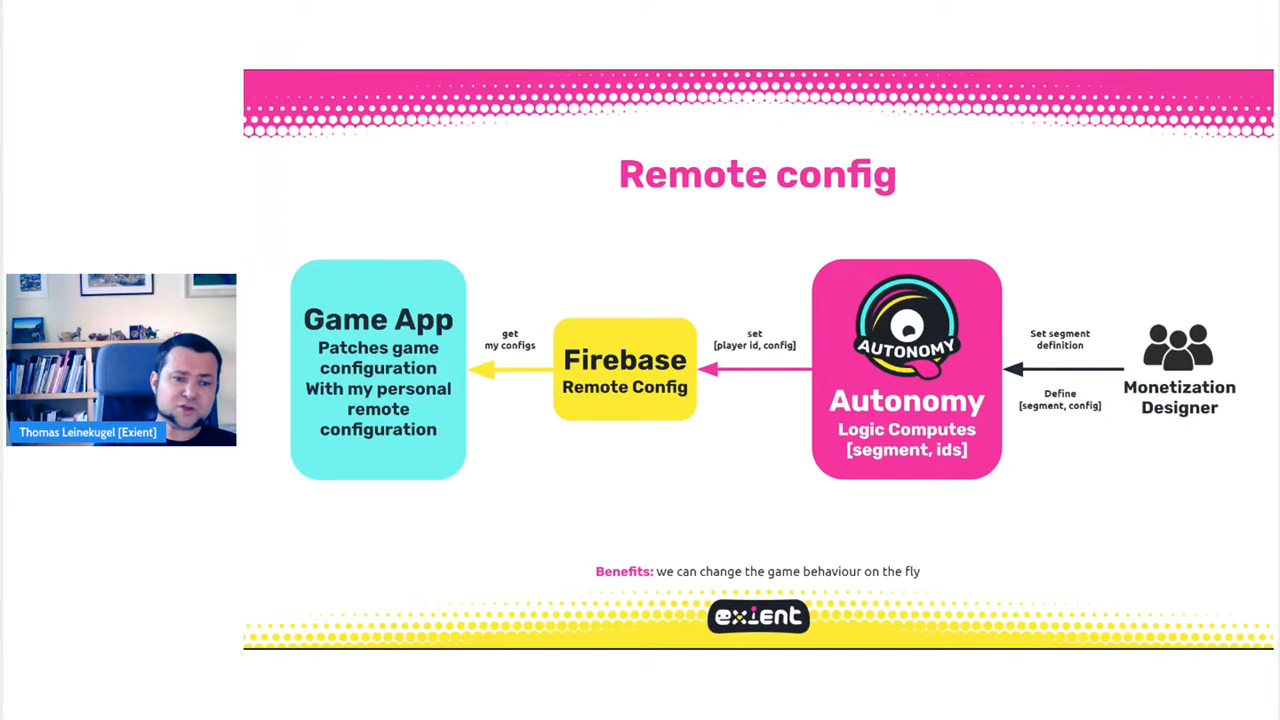 Remote config
Game App
Patches game
configuration
With my personal
remote
configuration
get
my configs
Firebase
Remote Config
set
[player id, config]
AUTONOMY
Autonomy
Logic Computes
[segment, ids]
Set segment
definition
Define
[segment, config]
Monetization
Designer
Thomas Leinekugel [Exient]
Benefits: we can change the game behaviour on the fly
exient